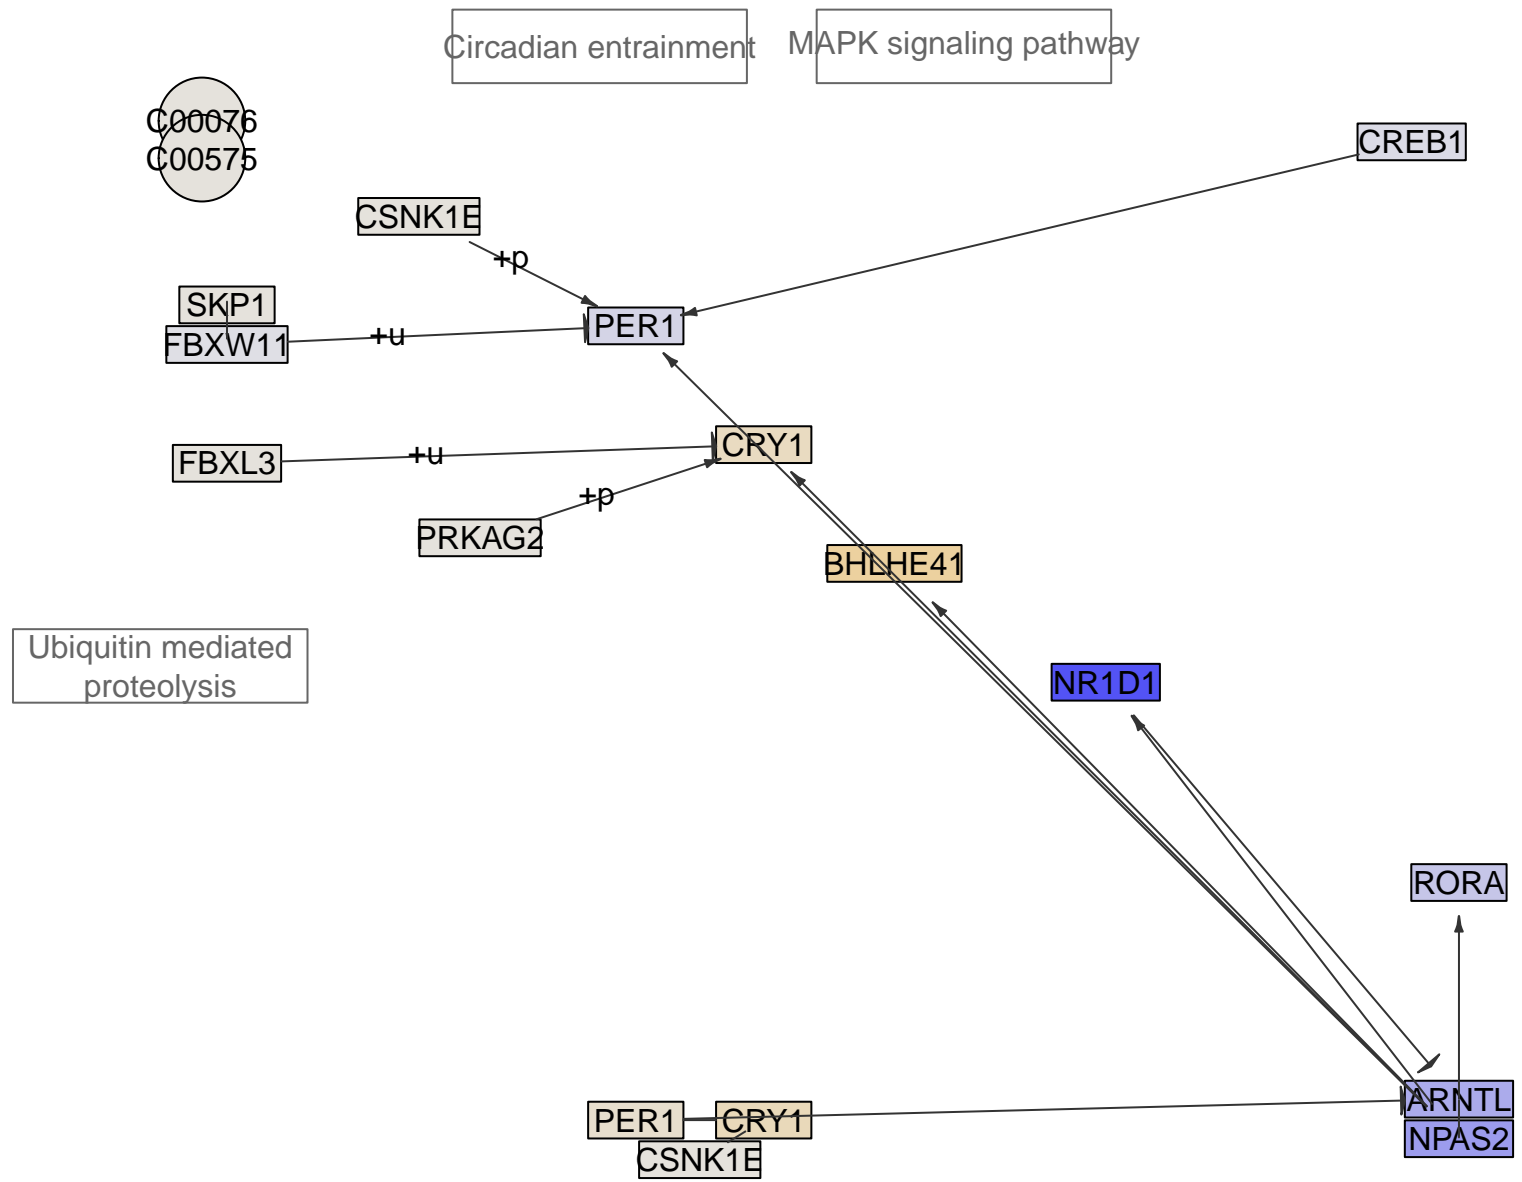 Circadian entrainment
MAPK signaling pathway
C00076
C00575
CREB1
CSNK1E
+p
SKP1
PER1
FBXW11
+u
CRY1
FBXL3
+u
+p
PRKAG2
BHLHE41
Ubiquitin mediated
proteolysis
NR1D1
RORA
ARNTL
PER1
CRY1
NPAS2
CSNK1E